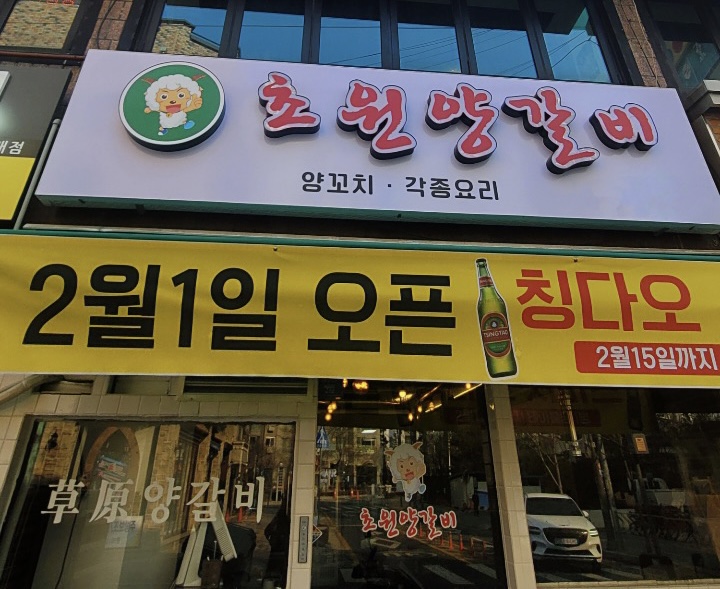 초원양갈비
양꼬치 · 각종요리
2월1일 오픈 칭다오
TSINGTAO
2월15일까지
草原양갈비
초원양갈비